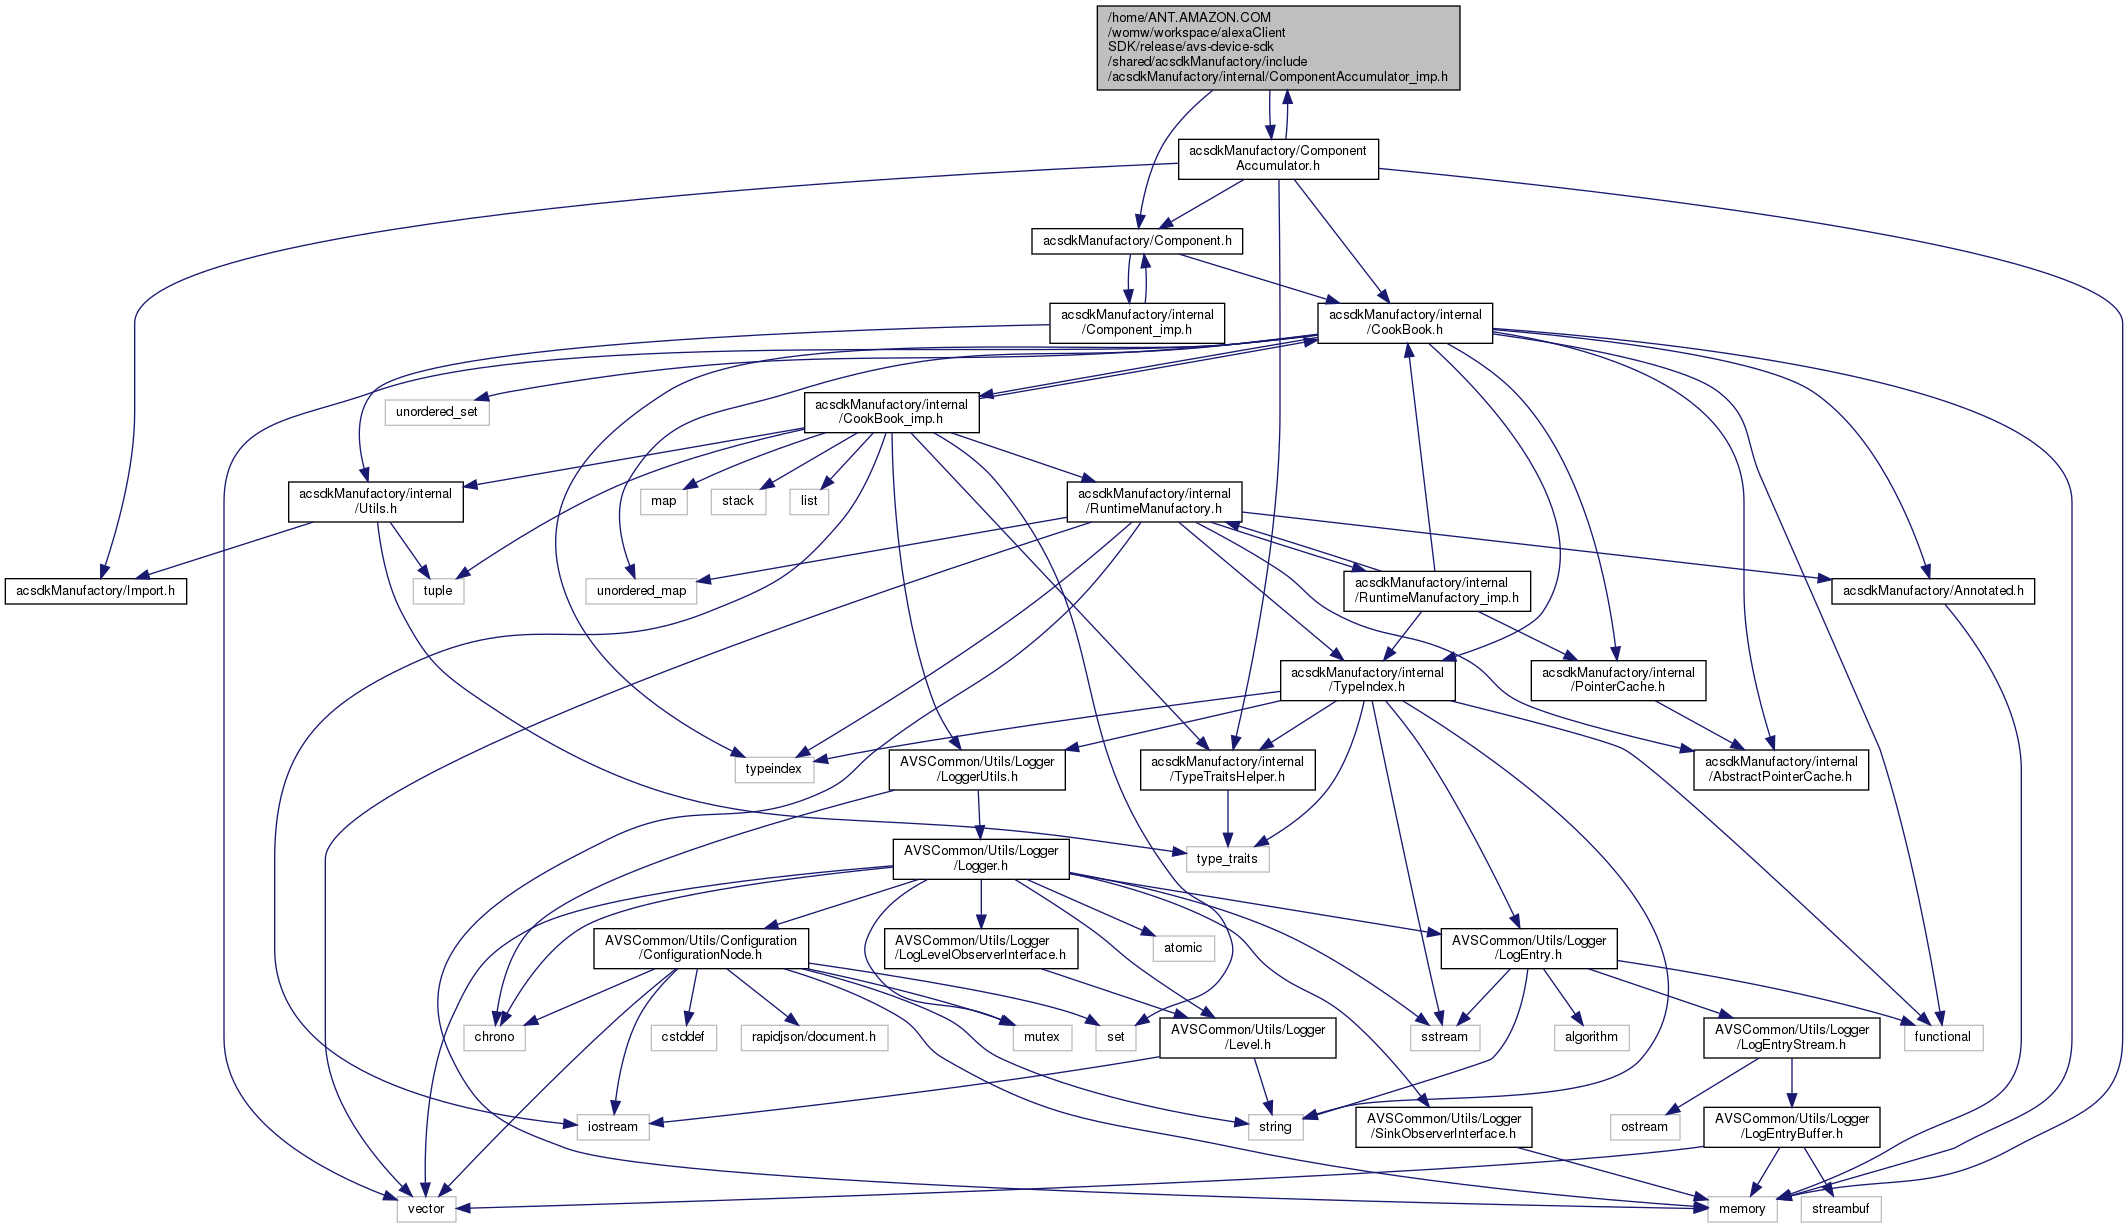 /home/ANT.AMAZON.COM
/womw/workspace/alexaClient
SDK/release/avs-device-sdk
/shared/acsdkManufactory/include
/acsdkManufactory/internal/ComponentAccumulator_imp.h
acsdkManufactory/Component
Accumulator.h
acsdkManufactory/Component.h
acsdkManufactory/internal
/Component_imp.h
acsdkManufactory/internal
/CookBook.h
unordered_set
acsdkManufactory/internal
/CookBook_imp.h
acsdkManufactory/internal
/Utils.h
map
stack
list
acsdkManufactory/internal
/RuntimeManufactory.h
acsdkManufactory/Import.h
tuple
unordered_map
acsdkManufactory/internal
/RuntimeManufactory_imp.h
acsdkManufactory/Annotated.h
acsdkManufactory/internal
/TypeIndex.h
acsdkManufactory/internal
/PointerCache.h
typeindex
AVSCommon/Utils/Logger
/LoggerUtils.h
acsdkManufactory/internal
/TypeTraitsHelper.h
acsdkManufactory/internal
/AbstractPointerCache.h
AVSCommon/Utils/Logger
/Logger.h
type_traits
AVSCommon/Utils/Configuration
/ConfigurationNode.h
AVSCommon/Utils/Logger
/LogLevelObserverInterface.h
atomic
AVSCommon/Utils/Logger
/LogEntry.h
chrono
cstddef
rapidjson/document.h
mutex
set
AVSCommon/Utils/Logger
/Level.h
sstream
algorithm
AVSCommon/Utils/Logger
/LogEntryStream.h
functional
iostream
string
AVSCommon/Utils/Logger
/SinkObserverInterface.h
ostream
AVSCommon/Utils/Logger
/LogEntryBuffer.h
vector
memory
streambuf